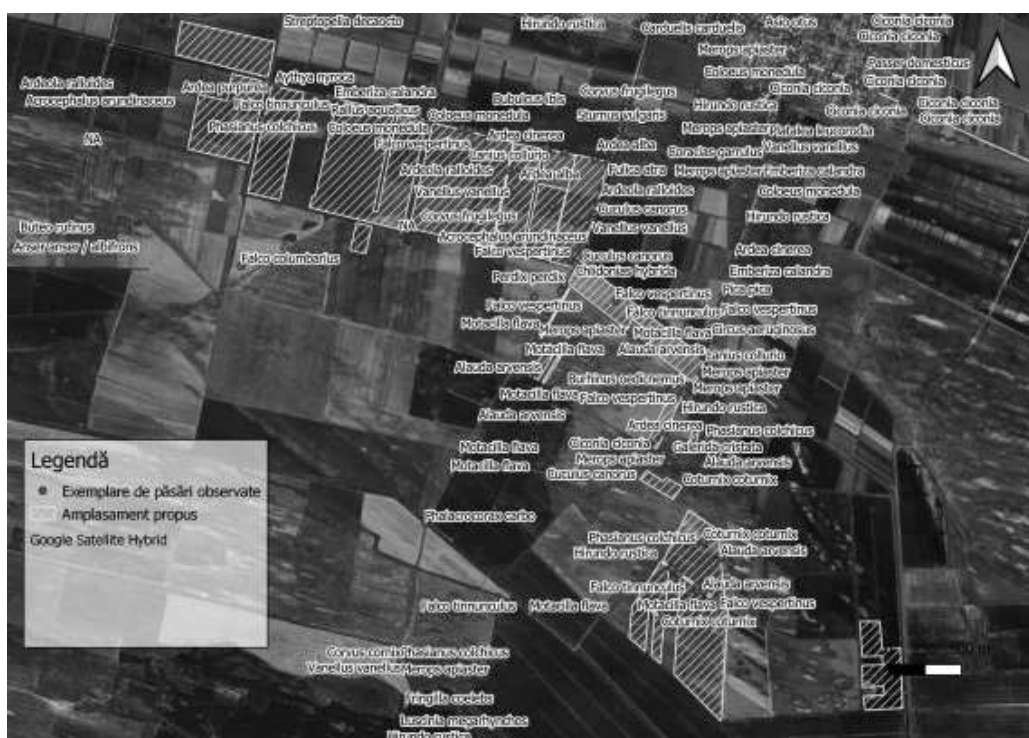 Streptopelia decaocto
Hirundo rustica
Carduelis carduelis
Asio otus
Ciconia ciconia
Ciconia ciconia
Merops apiaster
Passer domesticus
Coloeus monedula
Ciconia ciconia
Ciconia ciconia
Ardeola ralloides
Ardea purpurea
Aythya nyroca
Emberiza calandra
Corvus frugilegus
Bubulcus ibis
Acrocephalus arundinaceus
Falco tinnunculus
Rallus aquaticus
Hirundo rustica
Ciconia ciconia
Ciconia ciconia
Ciconia ciconia
Coloeus monedula
Sturnus vulgaris
Phasianus colchicus
Coloeus monedula
Merops apiaster
Platalea leucorodia
NA
Ardea cinerea
Falco vespertinus
Ardea alba
Coracias garrulus
Vanellus vanellus
Lanius collurio
Ardeola ralloides
Ardea alba
Fulica atra
Merops apiaster
Emberiza calandra
Vanellus vanellus
Ardeola ralloides
Coloeus monedula
Corvus frugilegus
Cuculus canorus
Hirundo rustica
Buteo rufinus
NA
Vanellus vanellus
Acrocephalus arundinaceus
Anser anser / albifrons
Falco vespertinus
Ardea cinerea
Falco columbarius
Cuculus canorus
Chlidonias hybrida
Emberiza calandra
Perdix perdix
Falco vespertinus
Pica pica
Falco vespertinus
Falco tinnunculus
Falco vespertinus
Motacilla flava
Merops apiaster
Motacilla flava
Circus aeruginosus
Motacilla flava
Alauda arvensis
Lanius collurio
Alauda arvensis
Merops apiaster
Burhinus oedicnemus
Merops apiaster
Motacilla flava
Falco vespertinus
Hirundo rustica
Alauda arvensis
Ardea cinerea
Phasianus colchicus
Motacilla flava
Ciconia ciconia
Galerida cristata
Merops apiaster
Alauda arvensis
Motacilla flava
Cuculus canorus
Coturnix coturnix
Legendă
Exemplare de păsări observate
Amplasament propus
Google Satellite Hybrid
Phalacrocorax carbo
Phasianus colchicus
Coturnix coturnix
Hirundo rustica
Alauda arvensis
Falco tinnunculus
Alauda arvensis
Falco tinnunculus
Motacilla flava
Motacilla flava
Falco vespertinus
Coturnix coturnix
Corvus cornix
Phasianus colchicus
Vanellus vanellus
Merops apiaster
Fringilla coelebs
Luscinia megarhynchos
Hirundo rustica